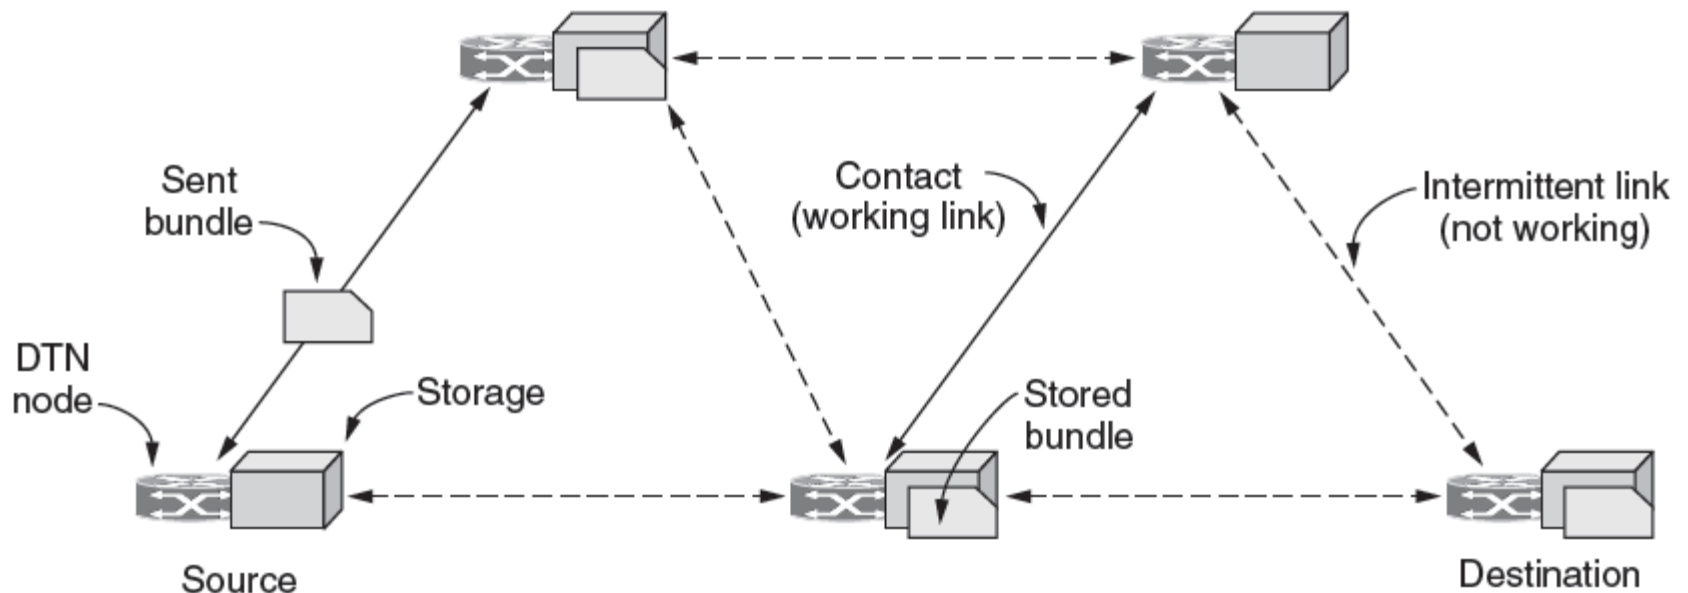 Sent
bundle
Contact
(working link)
Intermittent link
(not working)
DTN
node
Storage
Stored
bundle
Source
Destination